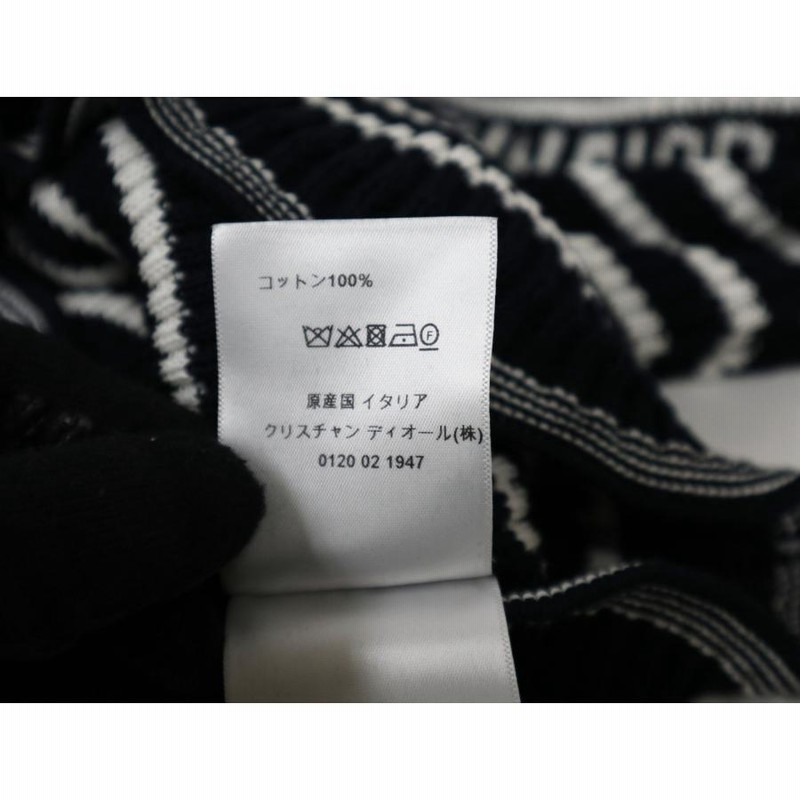 コットン100%
F
原産国 イタリア
クリスチャン ディオール(株)
0120 02 1947